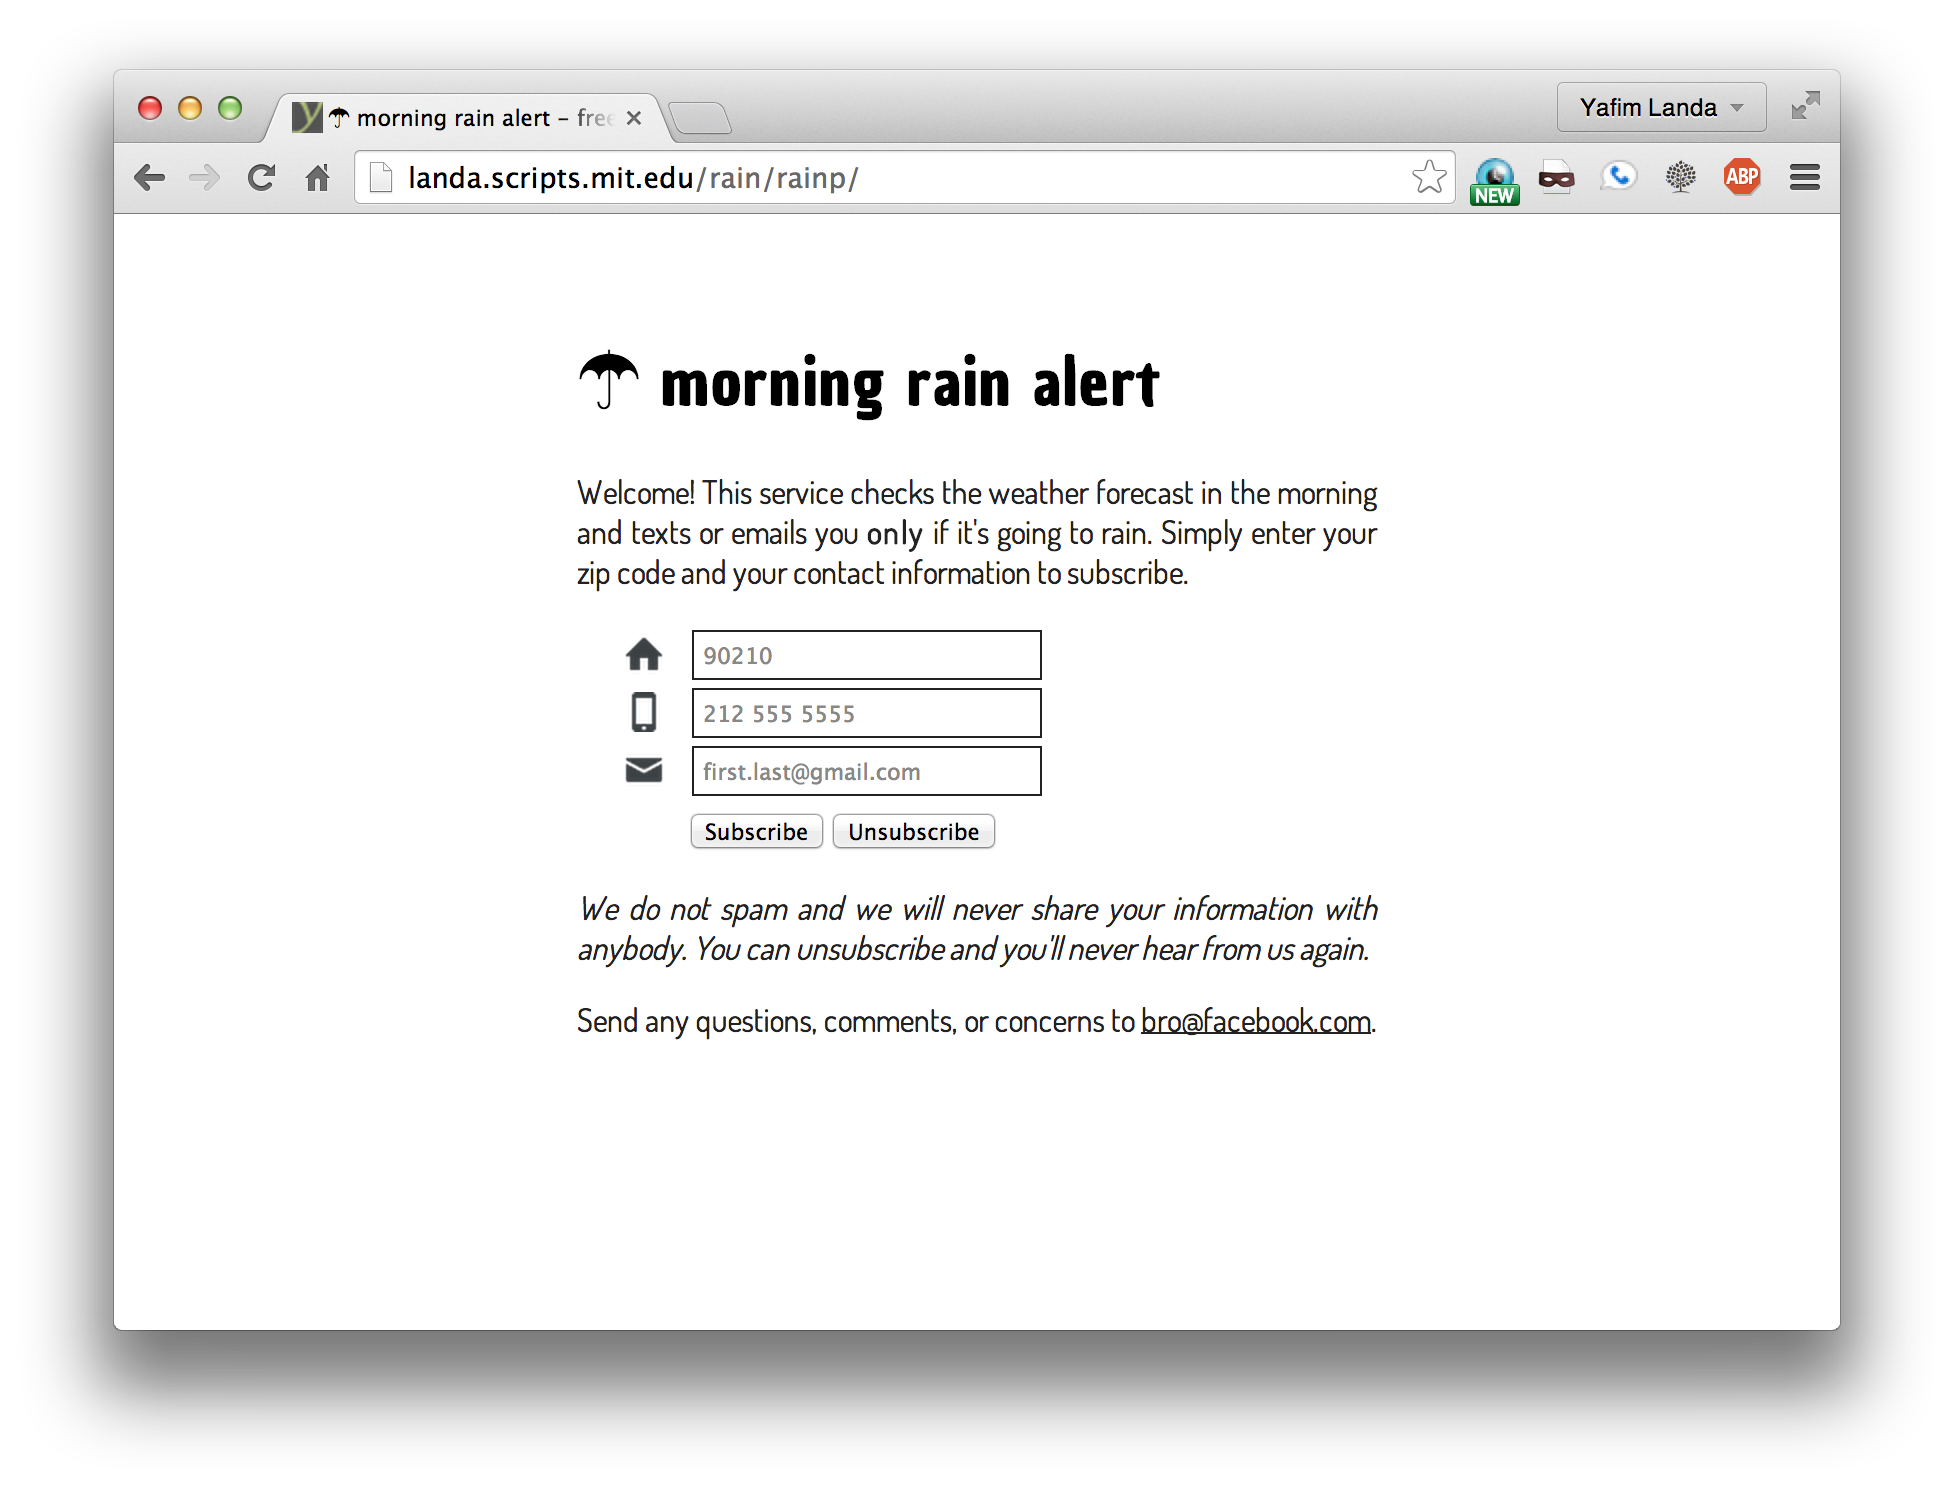 morning rain alert – free
Yafim Landa
landa.scripts.mit.edu/rain/rainp/
NEW
ABP
morning rain alert
Welcome! This service checks the weather forecast in the morning
and texts or emails you only if it's going to rain. Simply enter your
zip code and your contact information to subscribe.
90210
212 555 5555
first.last@gmail.com
Subscribe Unsubscribe
We do not spam and we will never share your information with
anybody. You can unsubscribe and you'll never hear from us again.
Send any questions, comments, or concerns to bro@facebook.com.